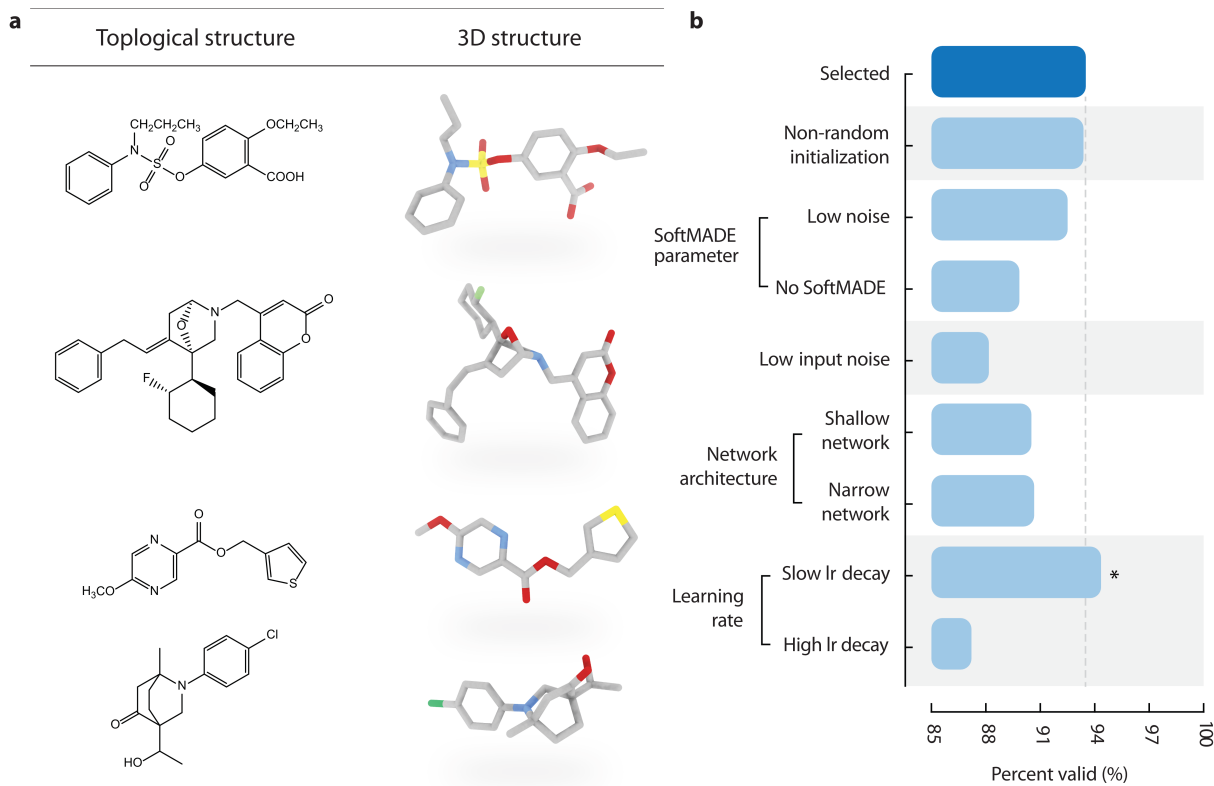 a
Toplogical structure
3D structure
CH₂CH₂CH₃
N
O
S
O
O
OCH₂CH₃
COOH
N
O
O
O
F
O
N
O
N
H₃CO
S
Cl
N
O
HO
b
Selected
Non-random
initialization
Low noise
SoftMADE
parameter
No SoftMADE
Low input noise
Shallow
network
Network
architecture
Narrow
network
Slow lr decay
*
Learning
rate
High lr decay
85
88
91
94
97
100
Percent valid (%)